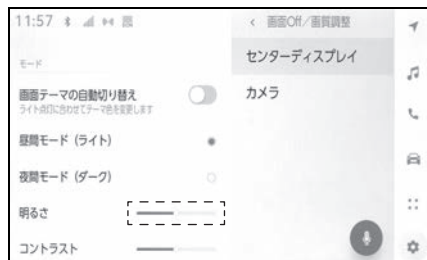 11:57
モード
画面テーマの自動切り替え
ライト点灯に合わせてテーマ色を変更します
昼間モード（ライト）
夜間モード（ダーク）
明るさ
コントラスト
< 画面Off/画質調整
センターディスプレイ
カメラ